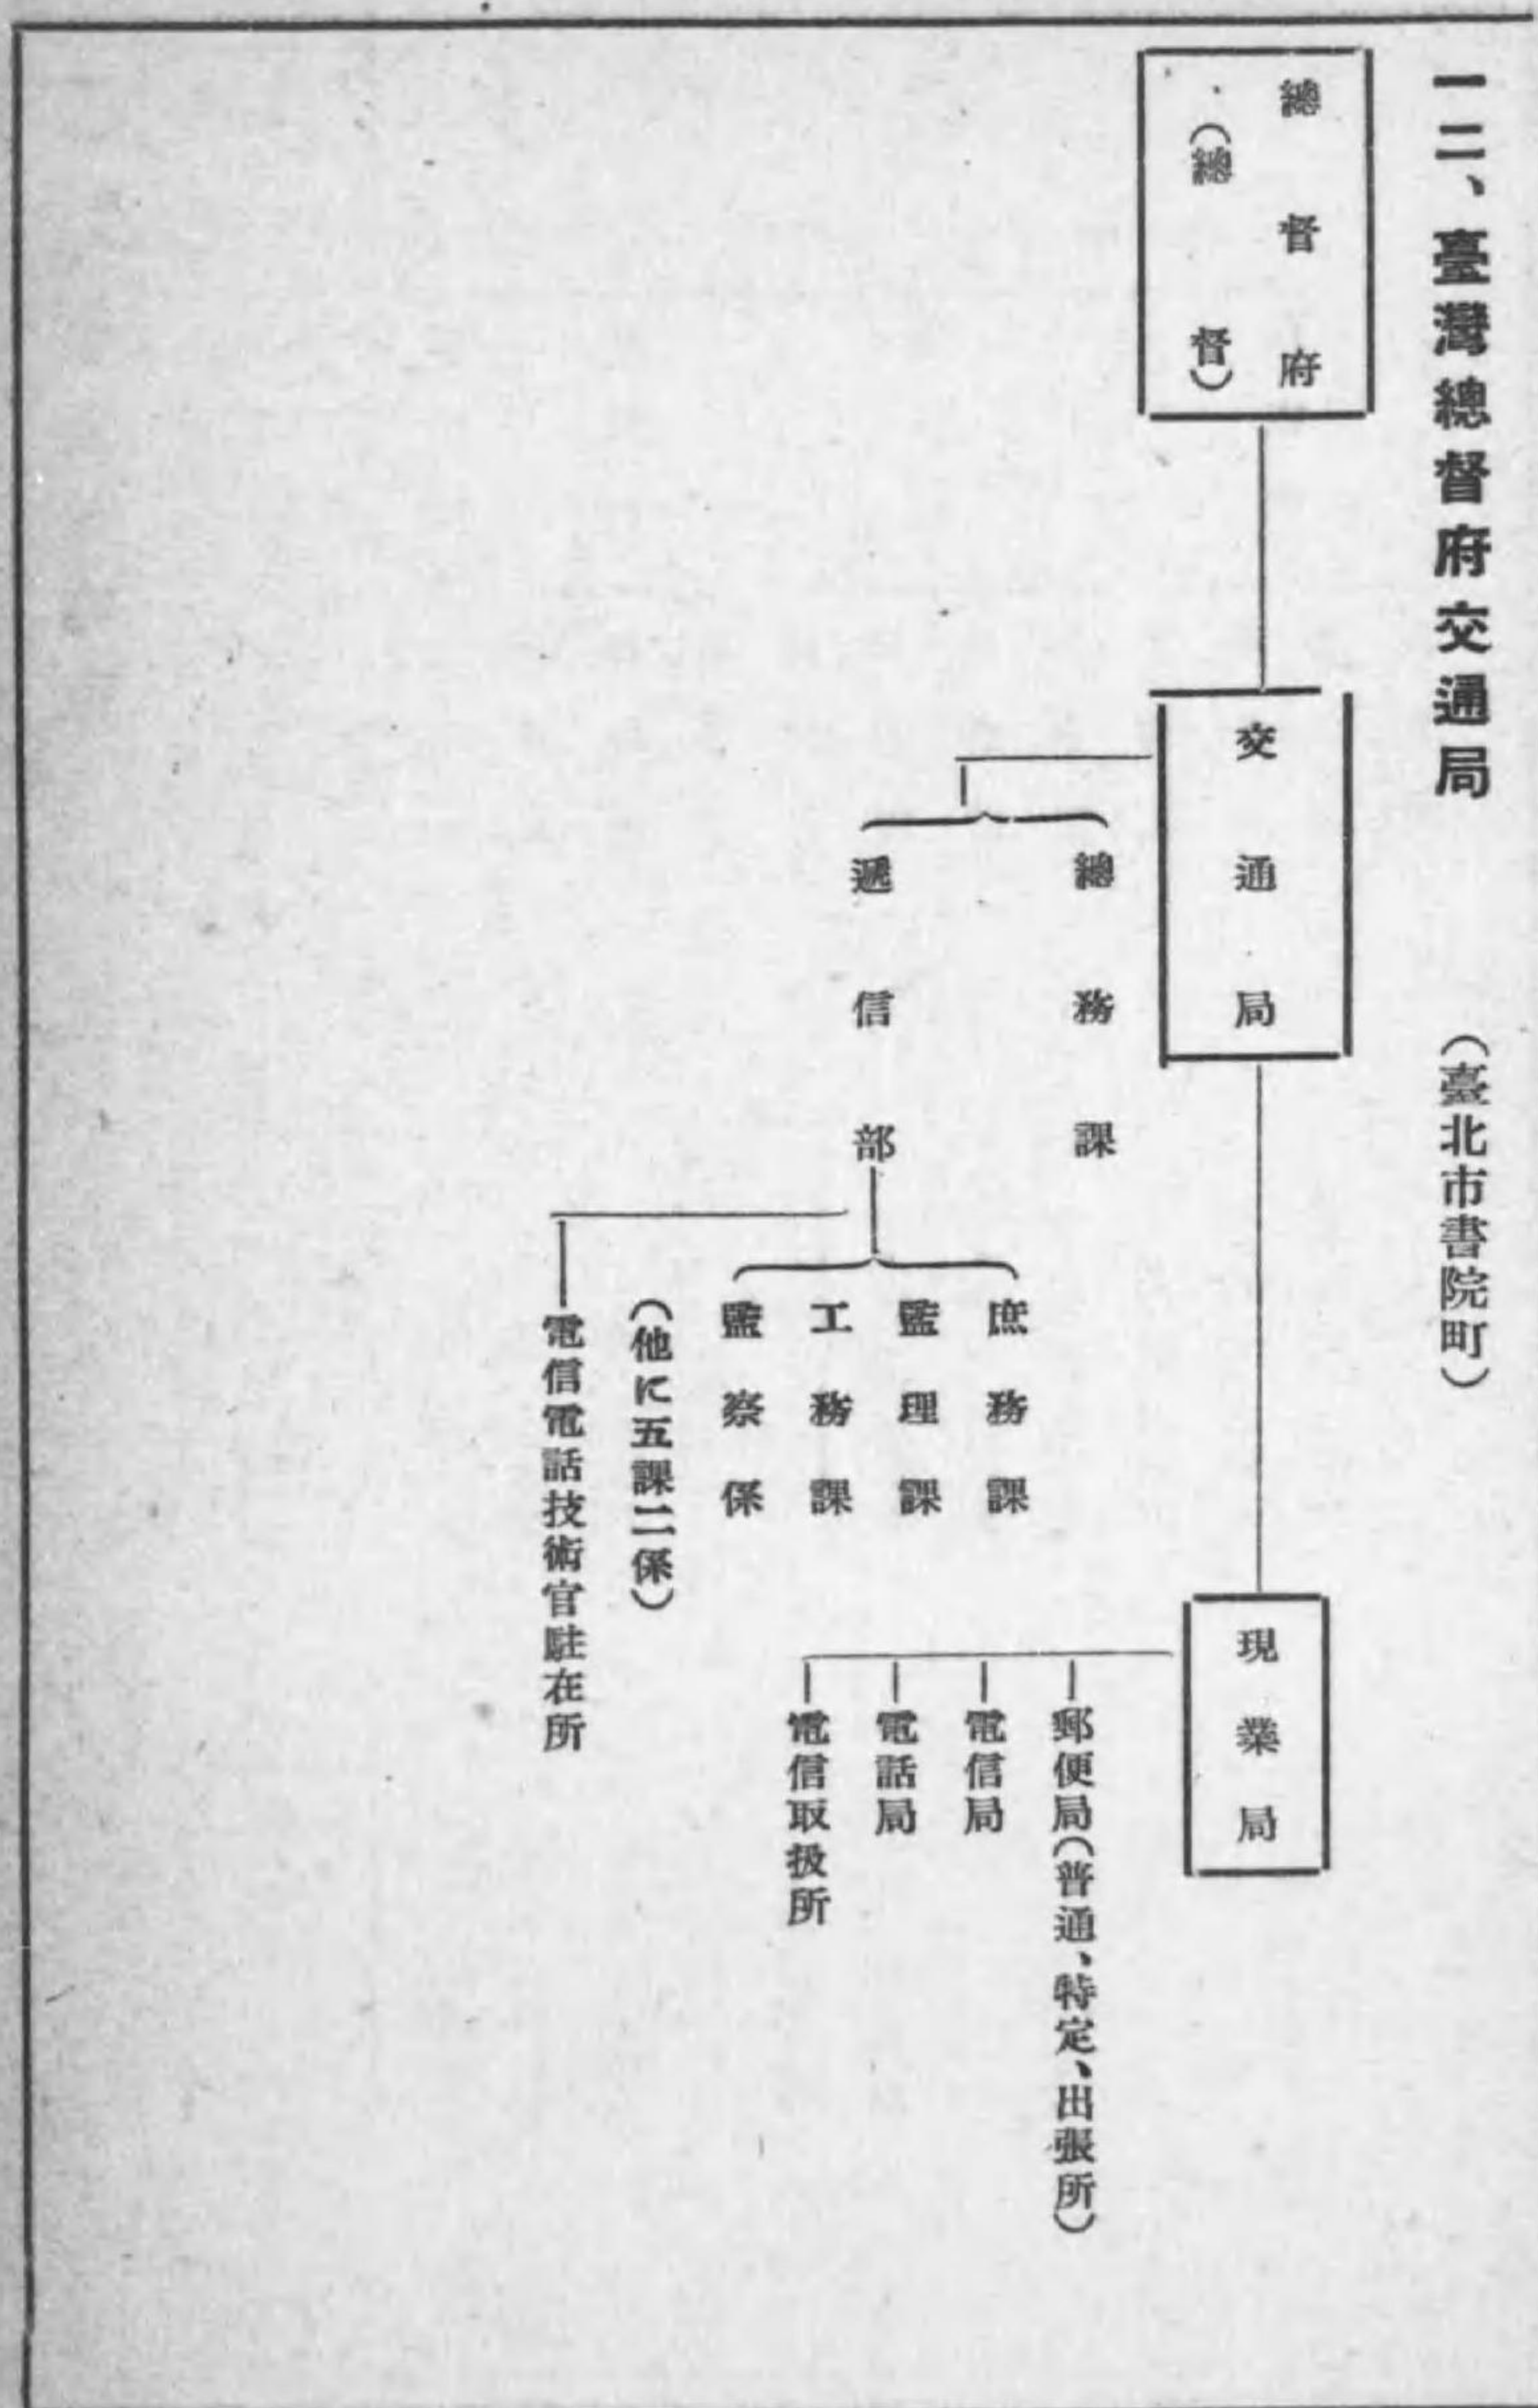 一二、臺灣總督府交通局　（臺北市書院町）
總督府
（總督）
交通局
總務課
遞信部
庶務課
監理課
工務課
監察係
（他に五課二係）
電信電話技術官駐在所
現業局
郵便局（普通、特定、出張所）
電信局
電話局
電信取扱所